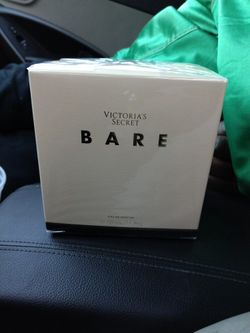 VICTORIA'S
SECRET
BARE
EAU DE PARFUM